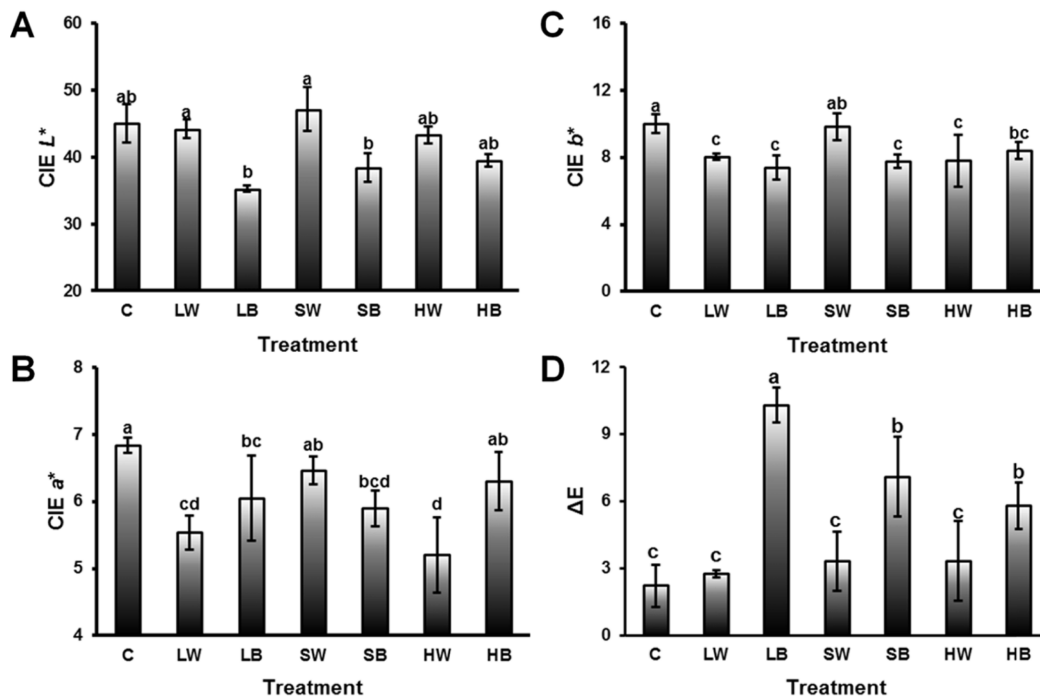 A
CIE L*
60
50
40
30
20
ab
a
b
a
b
ab
ab
C LW LB SW SB HW HB
Treatment
B
CIE a*
8
7
6
5
4
a
cd
bc
ab
bcd
d
ab
C LW LB SW SB HW HB
Treatment
C
CIE b*
16
12
8
4
0
a
c
c
ab
c
c
bc
C LW LB SW SB HW HB
Treatment
D
ΔE
12
9
6
3
0
c
c
a
c
b
c
b
C LW LB SW SB HW HB
Treatment